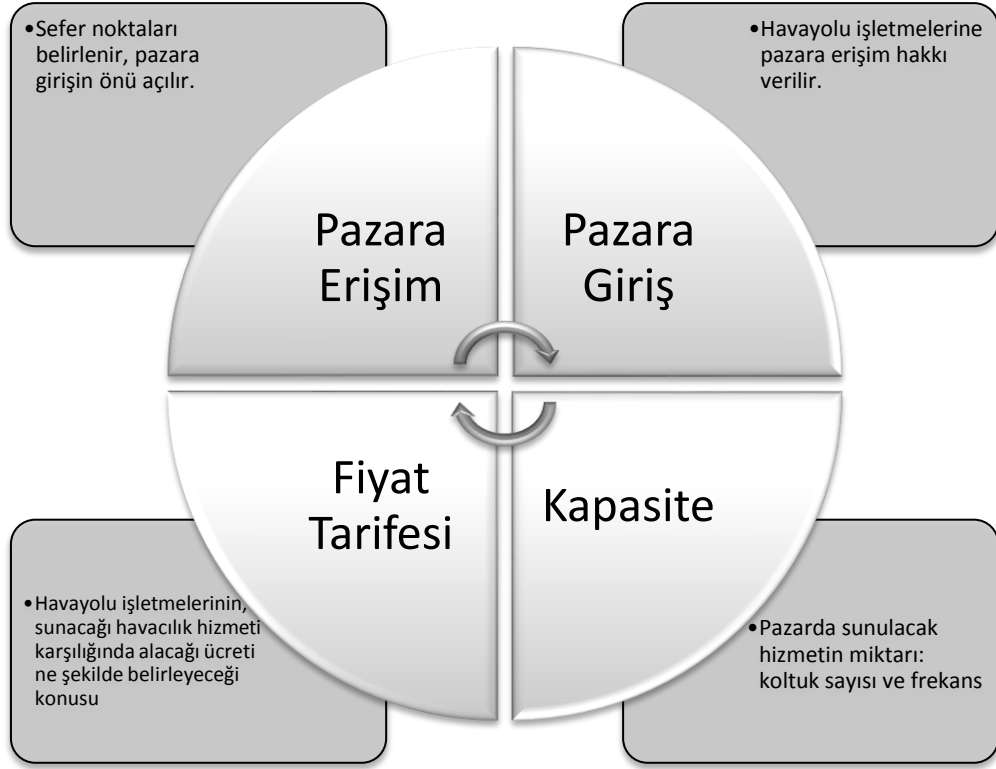 •Sefer noktaları
belirlenir, pazara
girişin önü açılır.
•Havayolu işletmelerine
pazara erişim hakkı
verilir.
Pazara
Erişim
Pazara
Giriş
Fiyat
Tarifesi
Kapasite
•Havayolu işletmelerinin,
sunacağı havacılık hizmeti
karşılığında alacağı ücreti
ne şekilde belirleyeceği
konusu
•Pazarda sunulacak
hizmetin miktarı:
koltuk sayısı ve frekans